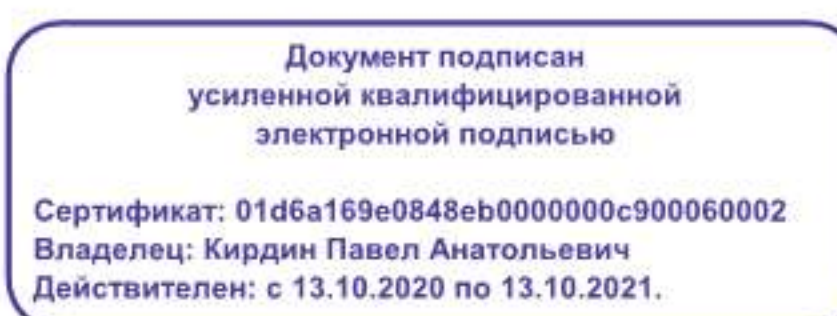 Документ подписан
усиленной квалифицированной
электронной подписью
Сертификат: 01d6a169e0848eb0000000c900060002
Владелец: Кирдин Павел Анатольевич
Действителен: с 13.10.2020 по 13.10.2021.